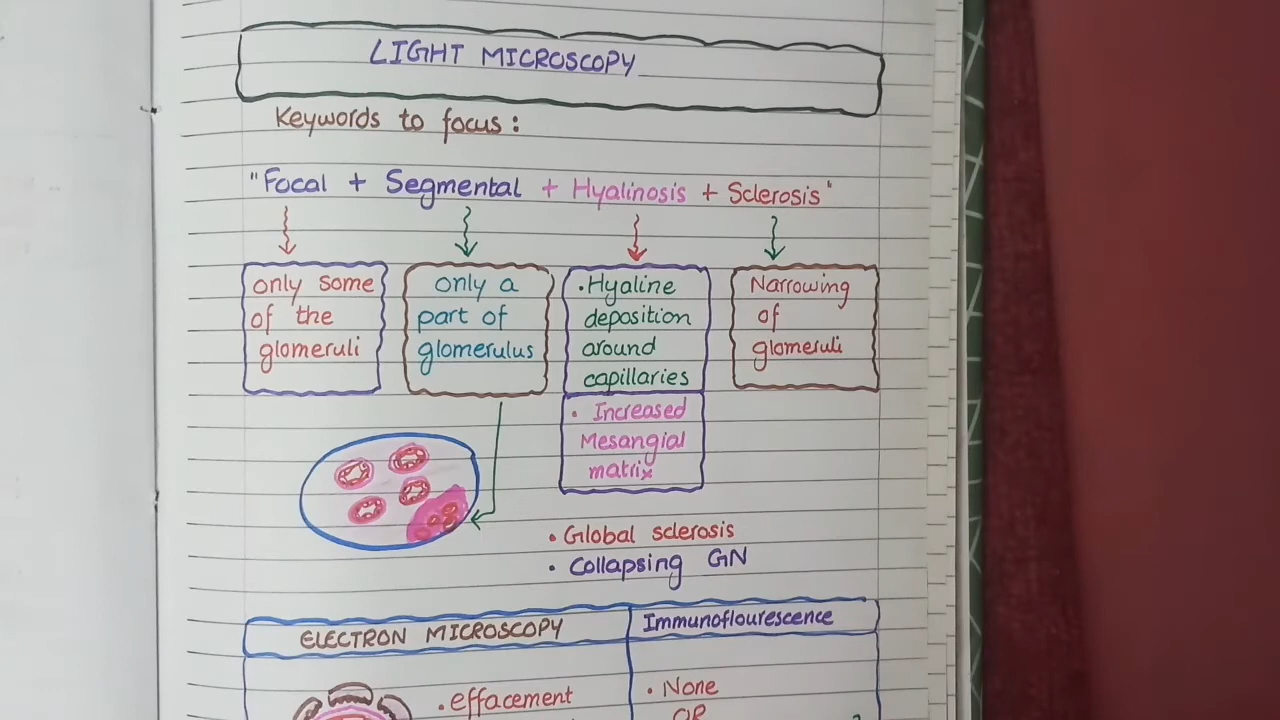 LIGHT MICROSCOPY
Keywords to focus :
"Focal + Segmental + Hyalinosis + Sclerosis"
only some
of the
glomeruli
only a
part of
glomerulus
• Hyaline
deposition
around
capillaries
• Increased
Mesangial
matrix
Narrowing
of
glomeruli
• Global sclerosis
• Collapsing GN
ELECTRON MICROSCOPY
Immunoflourescence
• effacement
• None
OR